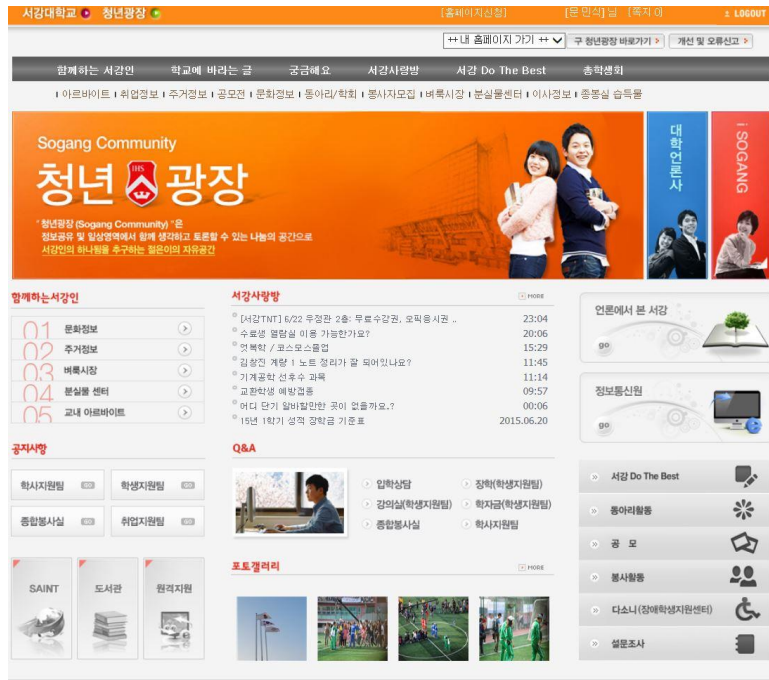 서강대학교 청년광장 [홈페이지신청] [문민식]님 [쪽지 0] LOGOUT
++ 내 홈페이지 가기 ++ 구 청년광장 바로가기 > 개선 및 오류신고 >
함께하는 서강인 학교에 바라는 글 궁금해요 서강사랑방 서강 Do The Best 총학생회
아르바이트 취업정보 주거정보 공모전 문화정보 동아리/학회 봉사자모집 벼룩시장 분실물센터 이사정보 종봉실 습득물
Sogang Community
청년 IHS 광장
"청년광장 (Sogang Community) "은
정보공유 및 일상영역에서 함께 생각하고 토론할 수 있는 나눔의 공간으로
서강인의 하나됨을 추구하는 젊은이의 자유공간
대학언론사
i SOGANG
함께하는서강인
01 문화정보
02 주거정보
03 벼룩시장
04 분실물 센터
05 교내 아르바이트
서강사랑방 MORE
[서강TNT] 6/22 우정관 2층: 무료수강권, 오픽응시권 .. 23:04
수료생 열람실 이용 가능한가요? 20:06
엇복학 / 코스모스졸업 15:29
김창진 계량 1 노트 정리가 잘 되어있나요? 11:45
기계공학 선후수 과목 11:14
교환학생 예방접종 09:57
어디 단기 알바할만한 곳이 없을까요.? 00:06
15년 1학기 성적 장학금 기준표 2015.06.20
언론에서 본 서강
go
정보통신원
go
공지사항
학사지원팀 GO 학생지원팀 GO
종합봉사실 GO 취업지원팀 GO
Q&A
입학상담 장학(학생지원팀)
강의실(학생지원팀) 학자금(학생지원팀)
종합봉사실 학사지원팀
SAINT 도서관 원격지원
포토갤러리 MORE
서강 Do The Best
동아리활동
공 모
봉사활동
다소니 (장애학생지원센터)
설문조사